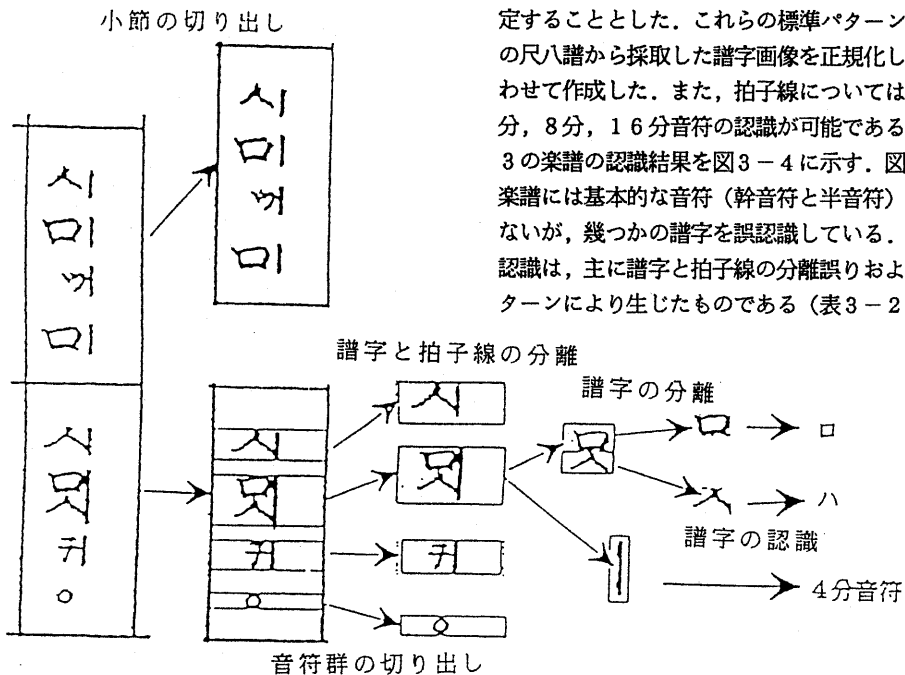 小節の切り出し
定することとした．これらの標準パターン
の尺八譜から採取した譜字画像を正規化し
わせて作成した．また，拍子線については
分，8分，16分音符の認識が可能である
3の楽譜の認識結果を図3－4に示す．図
楽譜には基本的な音符（幹音符と半音符）
ないが，幾つかの譜字を誤認識している．
認識は，主に譜字と拍子線の分離誤りおよ
ターンにより生じたものである（表3－2
譜字と拍子線の分離
譜字の分離
ロ
ハ
譜字の認識
4分音符
音符群の切り出し